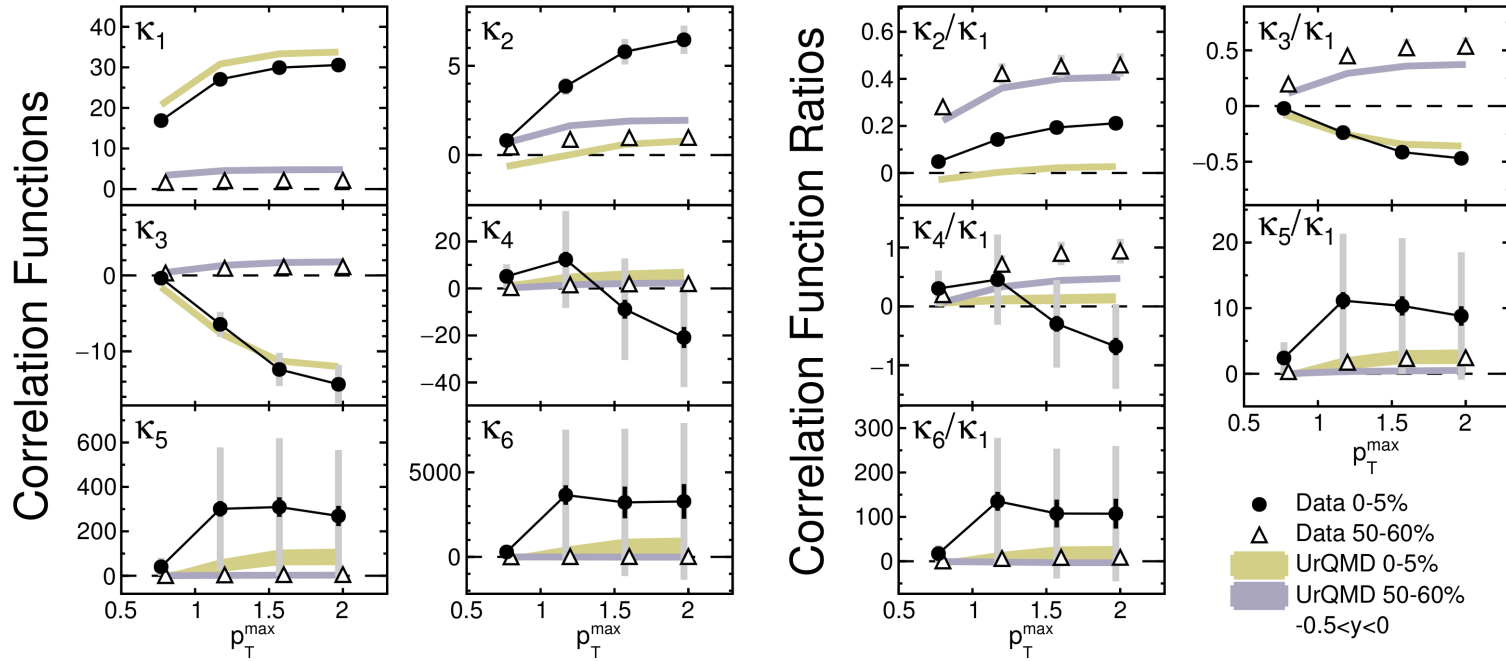 Correlation Functions
κ1
40
30
20
10
0
κ2
5
0
κ3
0
−10
κ4
20
0
−20
−40
κ5
600
400
200
0
κ6
5000
0
0.5 1 1.5 2
p_T^max
0.5 1 1.5 2
p_T^max
Correlation Function Ratios
κ2/κ1
0.6
0.4
0.2
0
κ3/κ1
0.5
0
−0.5
κ4/κ1
1
0
−1
κ5/κ1
20
10
0
0.5 1 1.5 2
p_T^max
κ6/κ1
300
200
150
100
50
0
0.5 1 1.5 2
p_T^max
Data 0-5%
Data 50-60%
UrQMD 0-5%
UrQMD 50-60%
-0.5<y<0